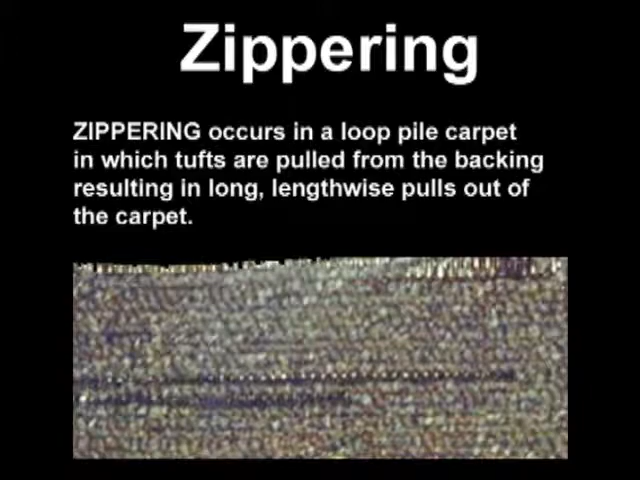 Zippering
ZIPPERING occurs in a loop pile carpet
in which tufts are pulled from the backing
resulting in long, lengthwise pulls out of
the carpet.